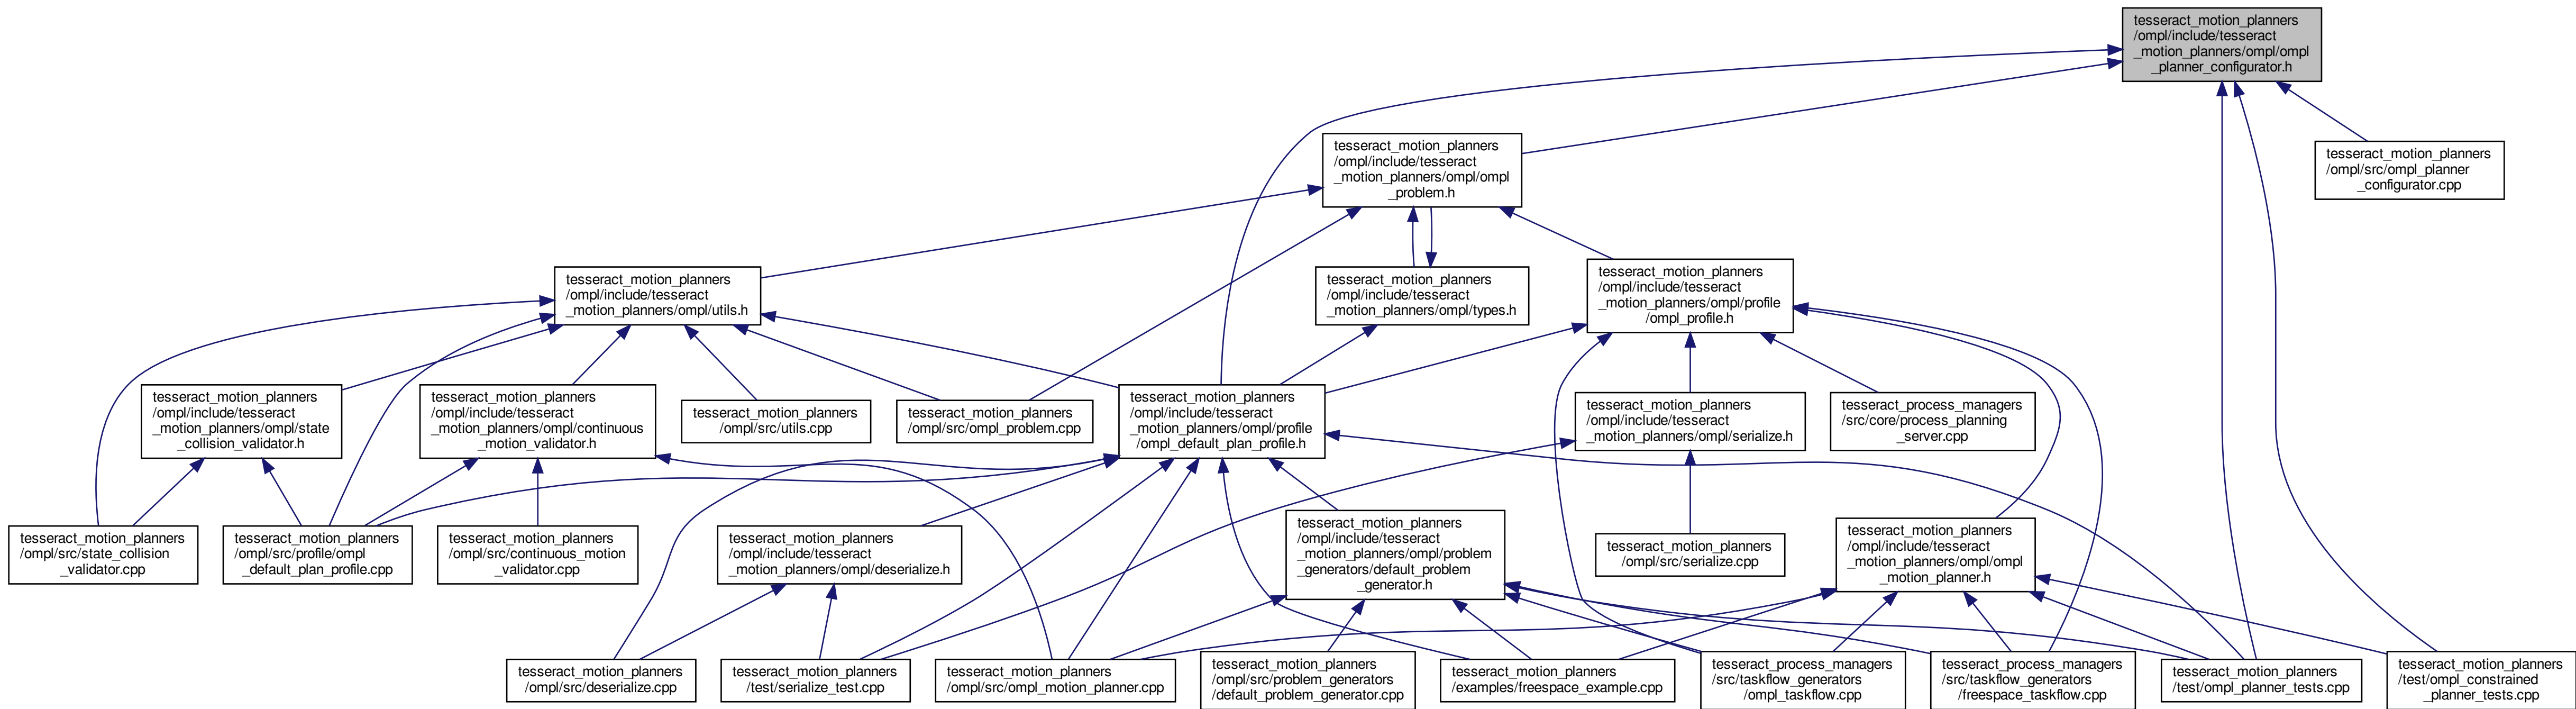 tesseract_motion_planners
/ompl/include/tesseract
_motion_planners/ompl/ompl
_planner_configurator.h
tesseract_motion_planners
/ompl/include/tesseract
_motion_planners/ompl/ompl
_problem.h
tesseract_motion_planners
/ompl/src/ompl_planner
_configurator.cpp
tesseract_motion_planners
/ompl/include/tesseract
_motion_planners/ompl/utils.h
tesseract_motion_planners
/ompl/include/tesseract
_motion_planners/ompl/types.h
tesseract_motion_planners
/ompl/include/tesseract
_motion_planners/ompl/profile
/ompl_profile.h
tesseract_motion_planners
/ompl/include/tesseract
_motion_planners/ompl/state
_collision_validator.h
tesseract_motion_planners
/ompl/include/tesseract
_motion_planners/ompl/continuous
_motion_validator.h
tesseract_motion_planners
/ompl/src/utils.cpp
tesseract_motion_planners
/ompl/src/ompl_problem.cpp
tesseract_motion_planners
/ompl/include/tesseract
_motion_planners/ompl/profile
/ompl_default_plan_profile.h
tesseract_motion_planners
/ompl/include/tesseract
_motion_planners/ompl/serialize.h
tesseract_process_managers
/src/core/process_planning
_server.cpp
tesseract_motion_planners
/ompl/src/state_collision
_validator.cpp
tesseract_motion_planners
/ompl/src/profile/ompl
_default_plan_profile.cpp
tesseract_motion_planners
/ompl/src/continuous_motion
_validator.cpp
tesseract_motion_planners
/ompl/include/tesseract
_motion_planners/ompl/deserialize.h
tesseract_motion_planners
/ompl/include/tesseract
_motion_planners/ompl/problem
_generators/default_problem
_generator.h
tesseract_motion_planners
/ompl/src/serialize.cpp
tesseract_motion_planners
/ompl/include/tesseract
_motion_planners/ompl/ompl
_motion_planner.h
tesseract_motion_planners
/ompl/src/deserialize.cpp
tesseract_motion_planners
/test/serialize_test.cpp
tesseract_motion_planners
/ompl/src/ompl_motion_planner.cpp
tesseract_motion_planners
/ompl/src/problem_generators
/default_problem_generator.cpp
tesseract_motion_planners
/examples/freespace_example.cpp
tesseract_process_managers
/src/taskflow_generators
/ompl_taskflow.cpp
tesseract_process_managers
/src/taskflow_generators
/freespace_taskflow.cpp
tesseract_motion_planners
/test/ompl_planner_tests.cpp
tesseract_motion_planners
/test/ompl_constrained
_planner_tests.cpp